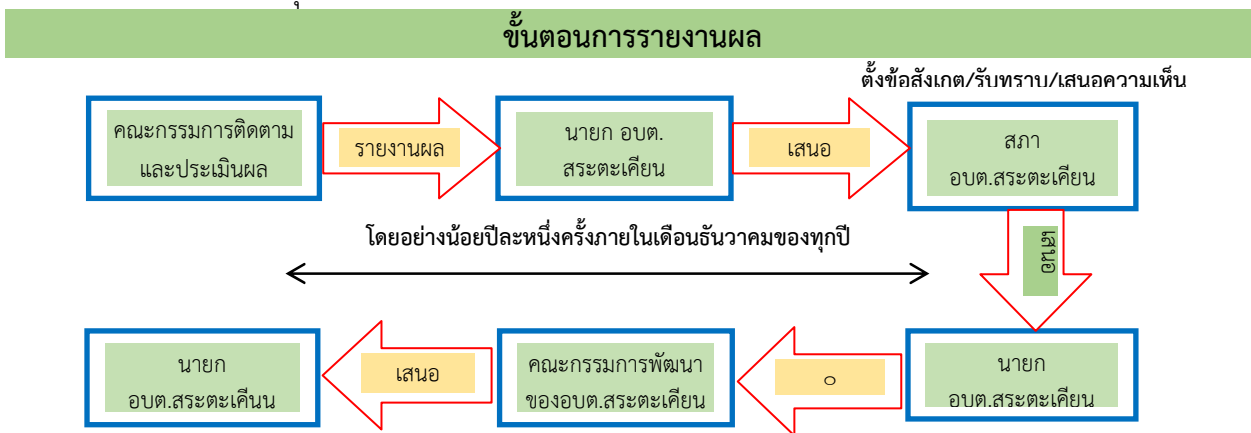 ขั้นตอนการรายงานผล
ตั้งข้อสังเกต/รับทราบ/เสนอความเห็น
คณะกรรมการติดตาม
และประเมินผล
รายงานผล
นายก อบต.
สระตะเคียน
เสนอ
สภา
อบต.สระตะเคียน
เสนอ
โดยอย่างน้อยปีละหนึ่งครั้งภายในเดือนธันวาคมของทุกปี
นายก
อบต.สระตะเคีนน
เสนอ
คณะกรรมการพัฒนา
ของอบต.สระตะเคียน
๐
นายก
อบต.สระตะเคียน